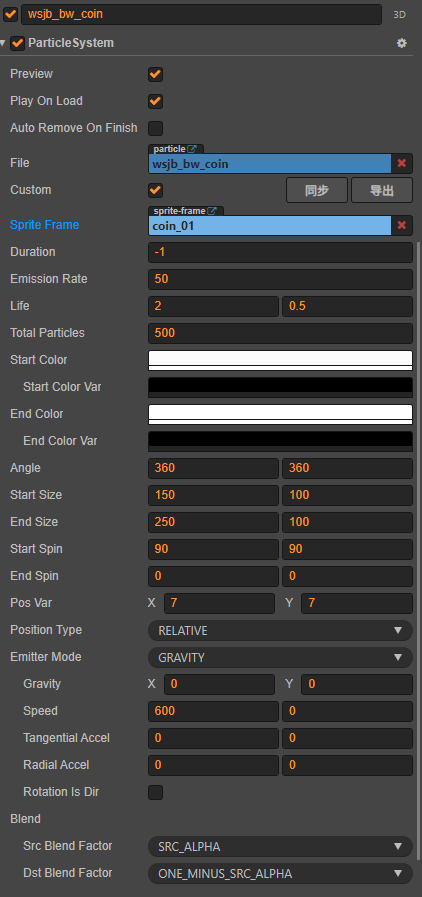 wsjb_bw_coin 3D
ParticleSystem
Preview
Play On Load
Auto Remove On Finish
particle
File wsjb_bw_coin
Custom 同步 导出
sprite-frame
Sprite Frame coin_01
Duration -1
Emission Rate 50
Life 2 0.5
Total Particles 500
Start Color
Start Color Var
End Color
End Color Var
Angle 360 360
Start Size 150 100
End Size 250 100
Start Spin 90 90
End Spin 0 0
Pos Var X 7 Y 7
Position Type RELATIVE
Emitter Mode GRAVITY
Gravity X 0 Y 0
Speed 600 0
Tangential Accel 0 0
Radial Accel 0 0
Rotation Is Dir
Blend
Src Blend Factor SRC_ALPHA
Dst Blend Factor ONE_MINUS_SRC_ALPHA